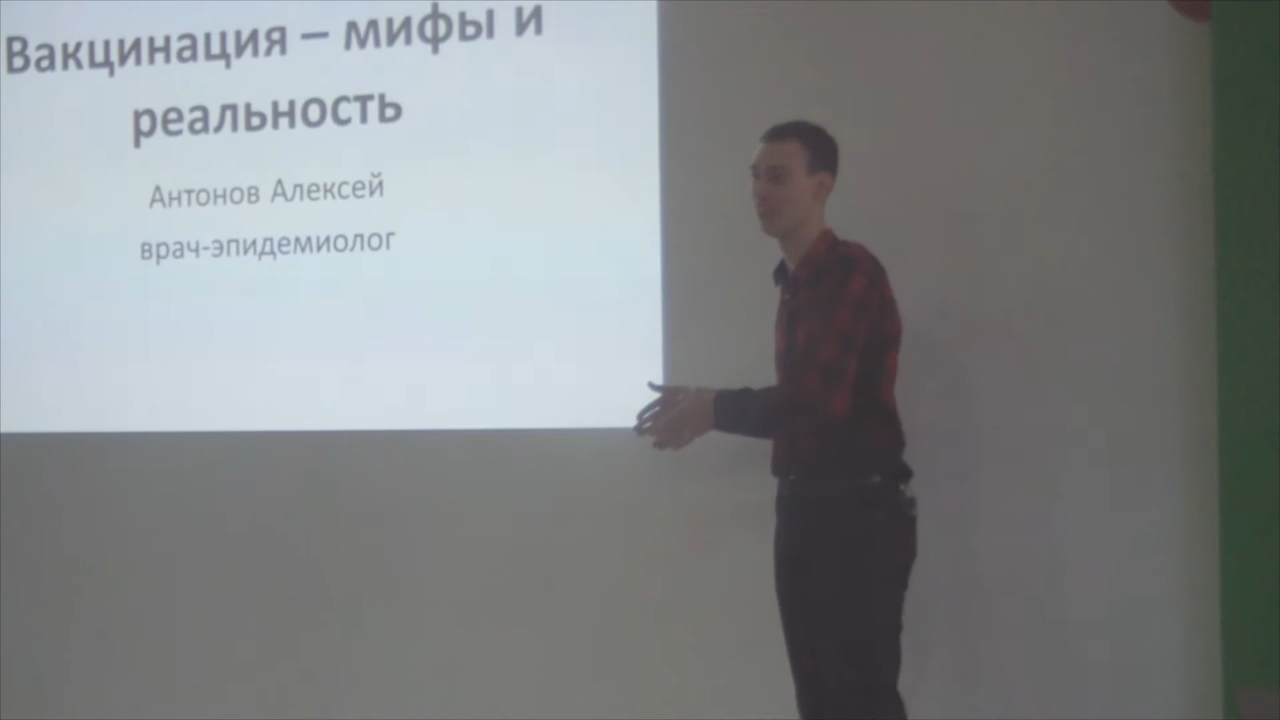 Вакцинация – мифы и
реальность
Антонов Алексей
врач-эпидемиолог